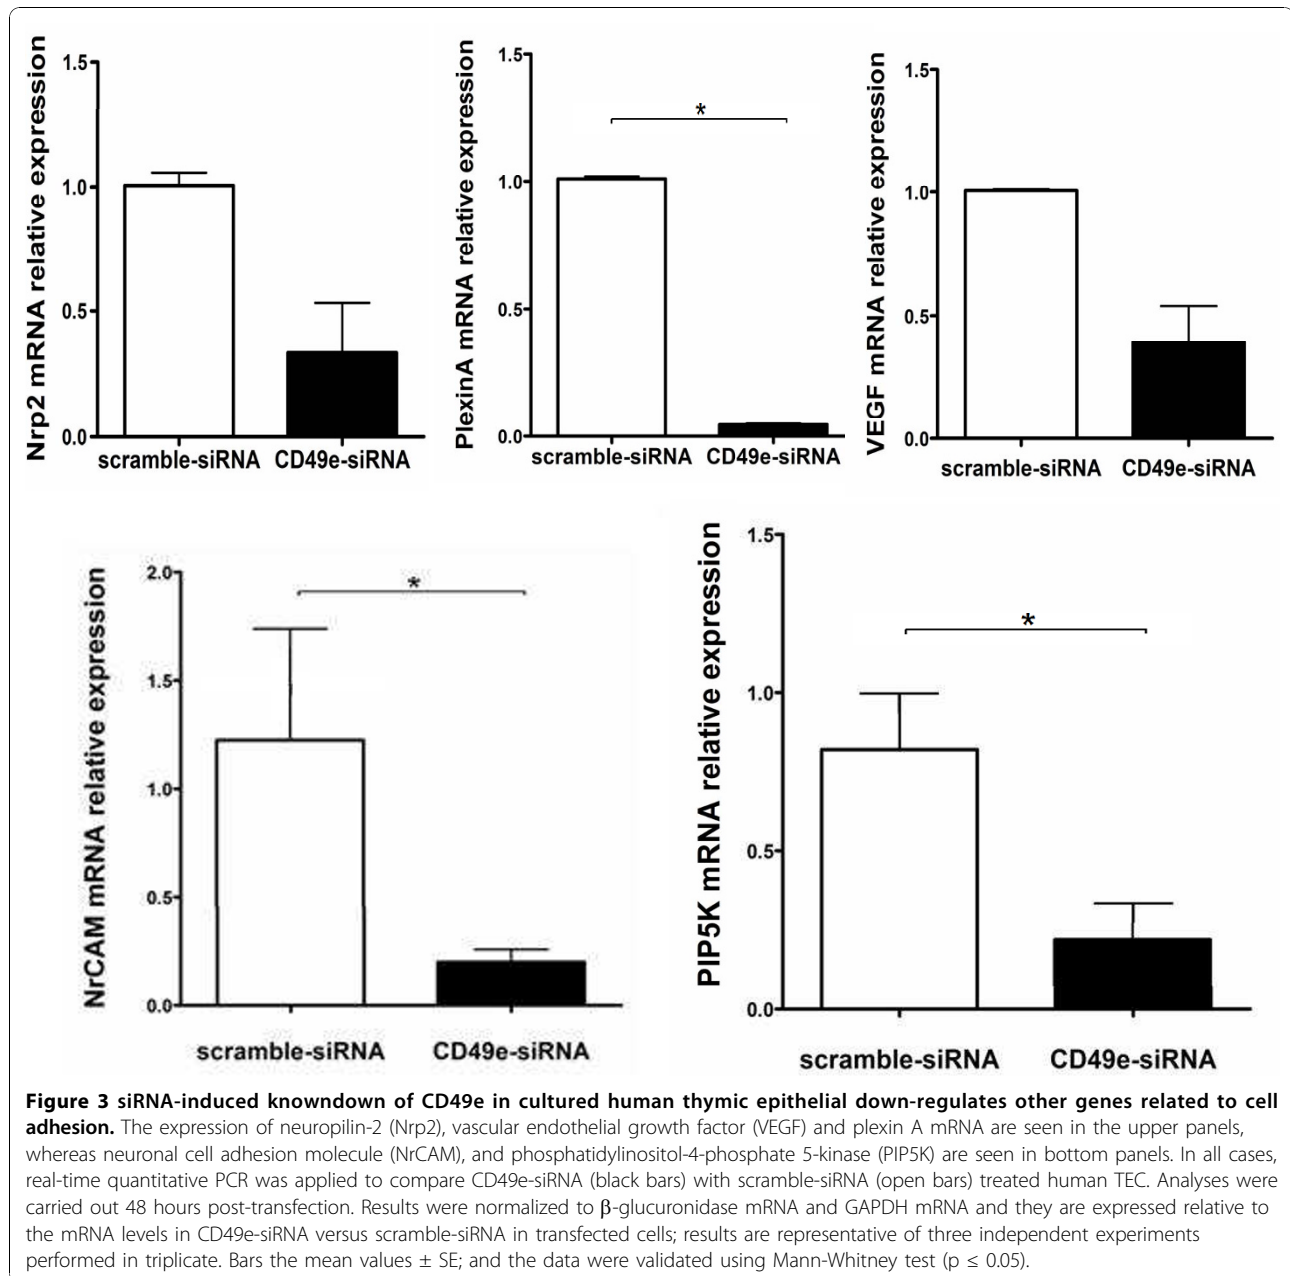 Nrp2 mRNA relative expression
1.5
1.0
0.5
0.0
scramble-siRNA CD49e-siRNA
PlexinA mRNA relative expression
1.5
1.0
0.5
0.0
*
scramble-siRNA CD49e-siRNA
VEGF mRNA relative expression
1.5
1.0
0.5
0.0
scramble-siRNA CD49e-siRNA
NrCAM mRNA relative expression
2.0
1.5
1.0
0.5
0.0
*
scramble-siRNA CD49e-siRNA
PIP5K mRNA relative expression
1.5
1.0
0.5
0.0
*
scramble-siRNA CD49e-siRNA
Figure 3 siRNA-induced knowndown of CD49e in cultured human thymic epithelial down-regulates other genes related to cell
adhesion. The expression of neuropilin-2 (Nrp2), vascular endothelial growth factor (VEGF) and plexin A mRNA are seen in the upper panels,
whereas neuronal cell adhesion molecule (NrCAM), and phosphatidylinositol-4-phosphate 5-kinase (PIP5K) are seen in bottom panels. In all cases,
real-time quantitative PCR was applied to compare CD49e-siRNA (black bars) with scramble-siRNA (open bars) treated human TEC. Analyses were
carried out 48 hours post-transfection. Results were normalized to β-glucuronidase mRNA and GAPDH mRNA and they are expressed relative to
the mRNA levels in CD49e-siRNA versus scramble-siRNA in transfected cells; results are representative of three independent experiments
performed in triplicate. Bars the mean values ± SE; and the data were validated using Mann-Whitney test (p ≤ 0.05).